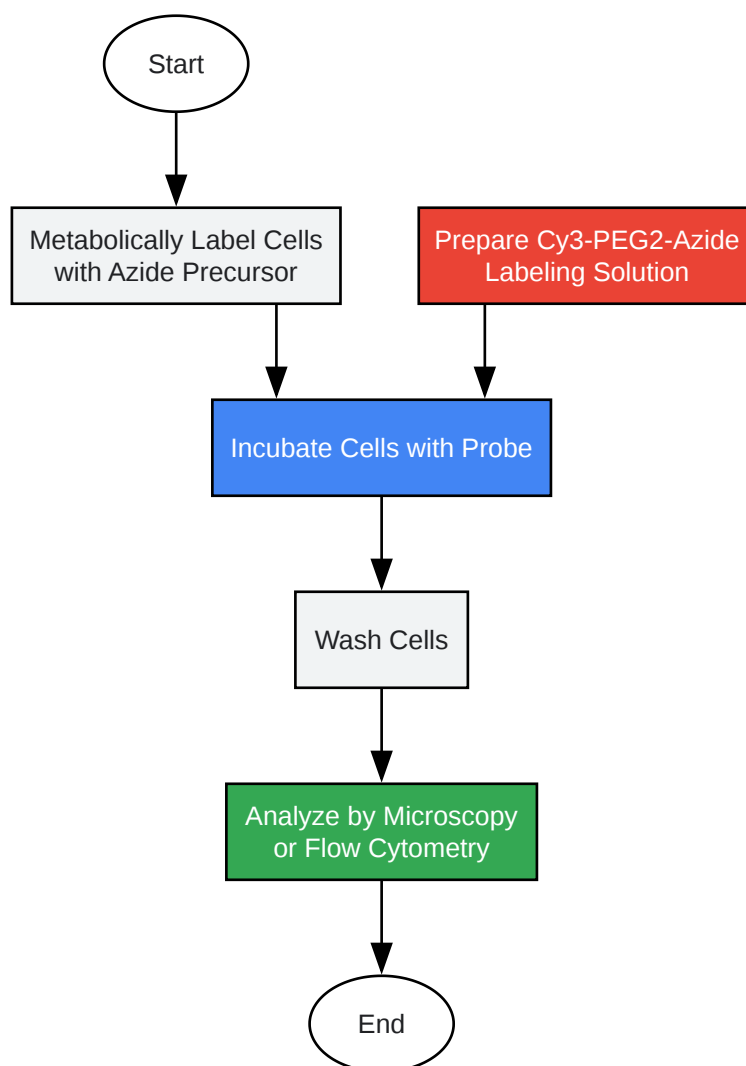 Start
Metabolically Label Cells
with Azide Precursor
Prepare Cy3-PEG2-Azide
Labeling Solution
Incubate Cells with Probe
Wash Cells
Analyze by Microscopy
or Flow Cytometry
End